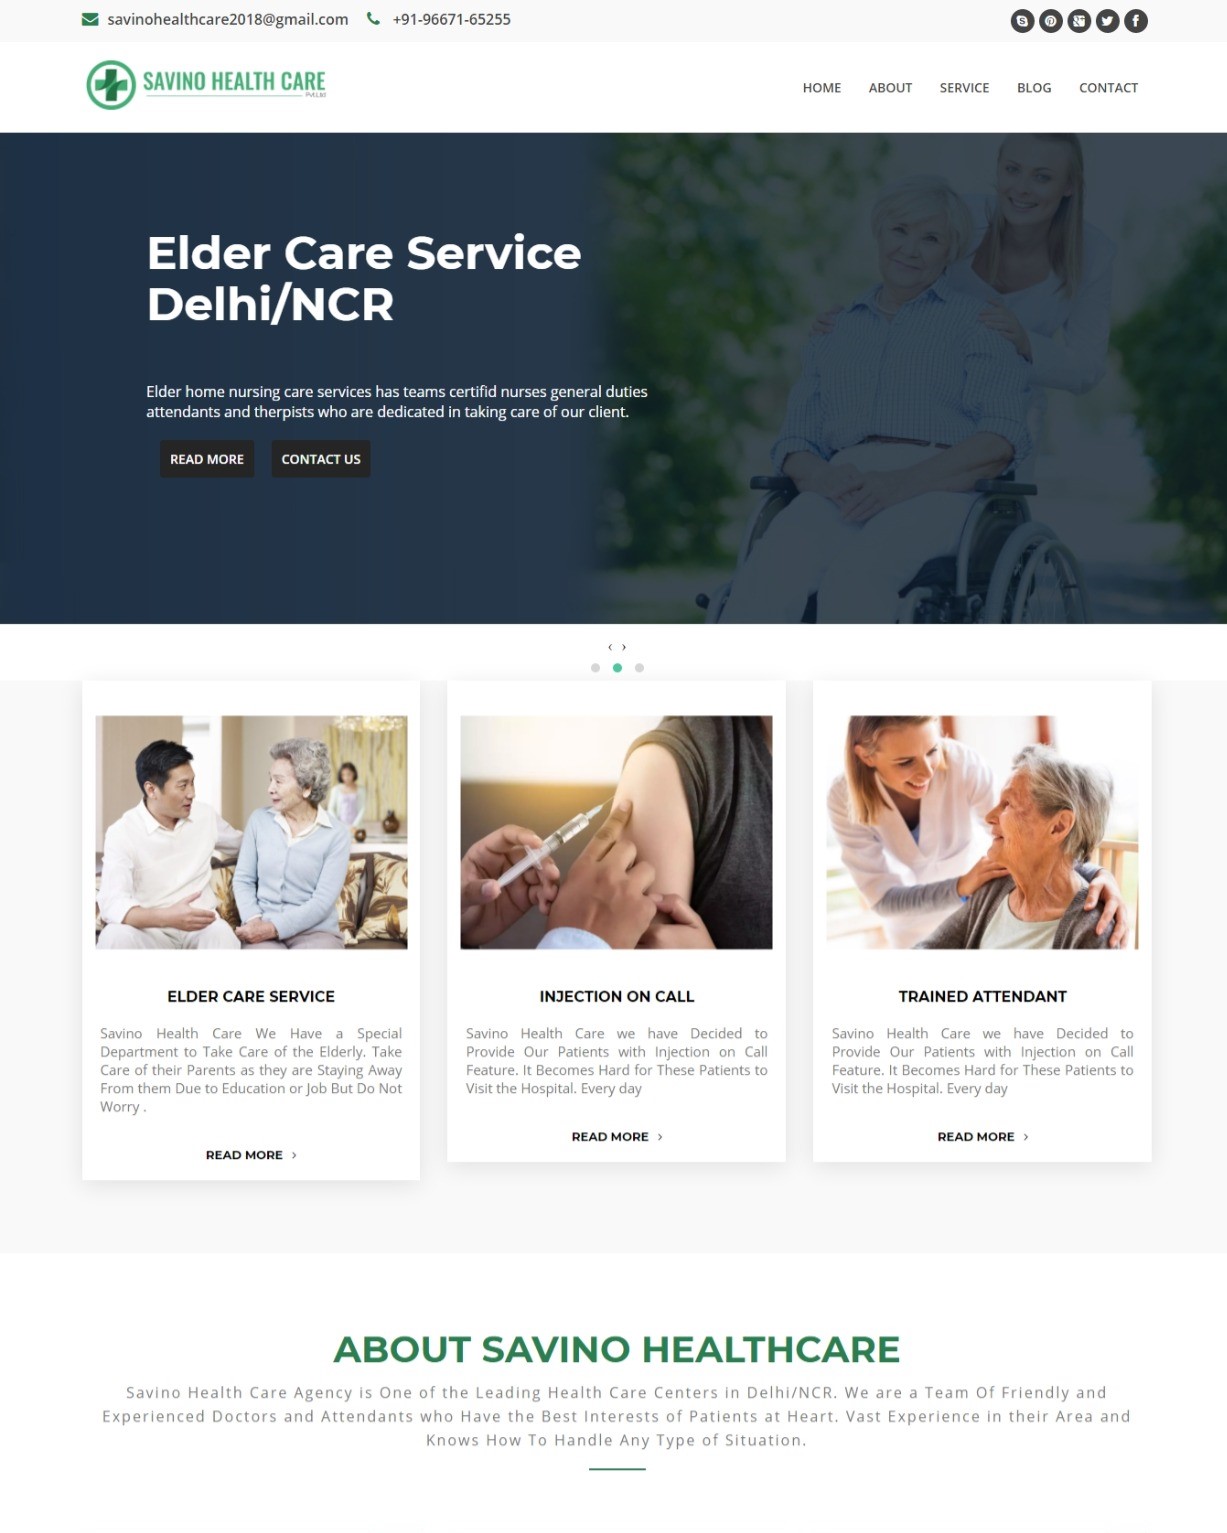 savinohealthcare2018@gmail.com +91-96671-65255
SAVINO HEALTH CARE
Pvt.Ltd
HOME ABOUT SERVICE BLOG CONTACT
Elder Care Service
Delhi/NCR
Elder home nursing care services has teams certifid nurses general duties
attendants and therpists who are dedicated in taking care of our client.
READ MORE CONTACT US
ELDER CARE SERVICE
Savino Health Care We Have a Special
Department to Take Care of the Elderly. Take
Care of their Parents as they are Staying Away
From them Due to Education or Job But Do Not
Worry .
READ MORE
INJECTION ON CALL
Savino Health Care we have Decided to
Provide Our Patients with Injection on Call
Feature. It Becomes Hard for These Patients to
Visit the Hospital. Every day
READ MORE
TRAINED ATTENDANT
Savino Health Care we have Decided to
Provide Our Patients with Injection on Call
Feature. It Becomes Hard for These Patients to
Visit the Hospital. Every day
READ MORE
ABOUT SAVINO HEALTHCARE
Savino Health Care Agency is One of the Leading Health Care Centers in Delhi/NCR. We are a Team Of Friendly and
Experienced Doctors and Attendants who Have the Best Interests of Patients at Heart. Vast Experience in their Area and
Knows How To Handle Any Type of Situation.